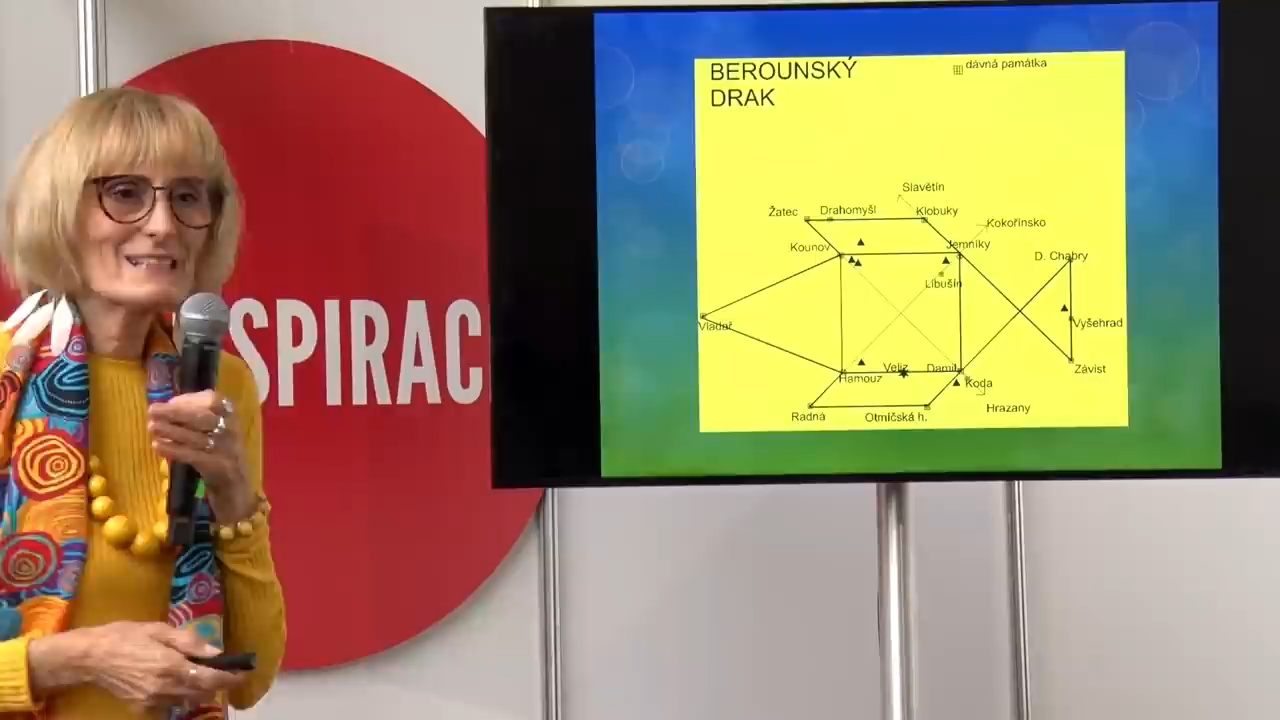 SPIRAC
BEROUNSKÝ
DRAK
dávná památka
Slavětín
Žatec
Drahomyšl
Klobuky
Kokořínsko
Kounov
Jemníky
D. Chabry
Libušín
Vladař
Vyšehrad
Hamouz
Veliz
Damil
Koda
Závist
Radná
Otmíčská h.
Hrazany